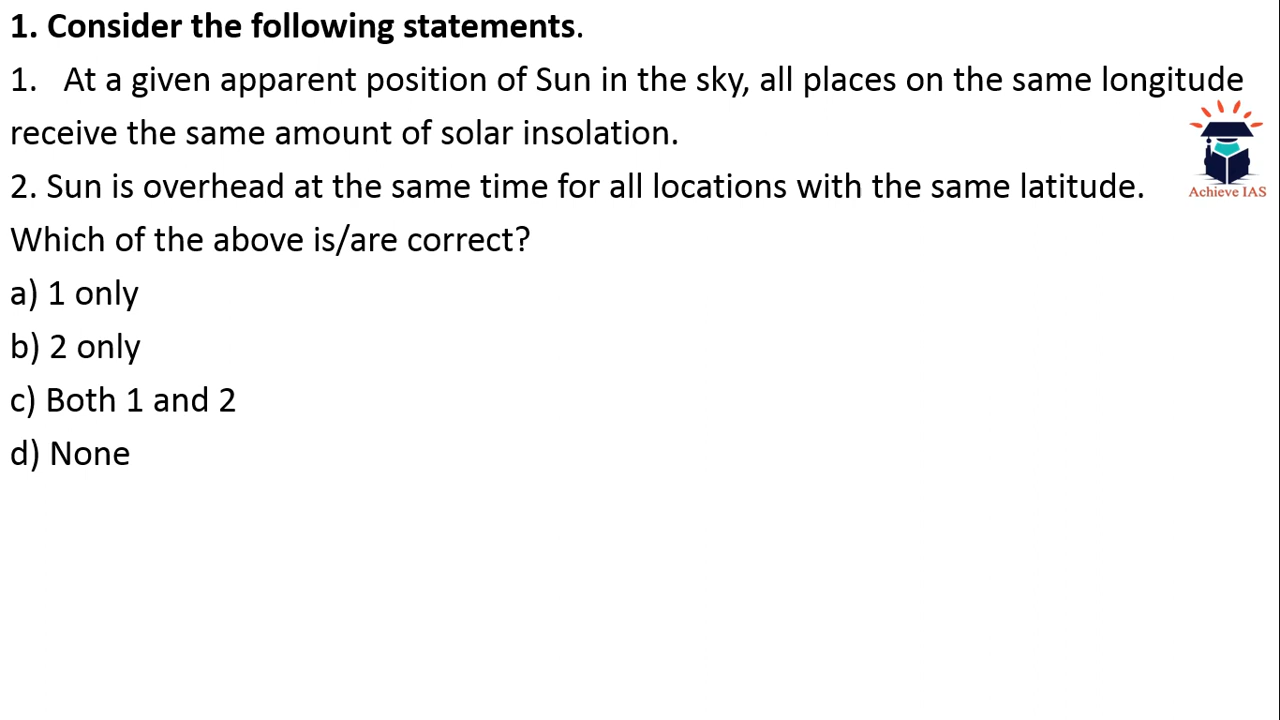 1. Consider the following statements.
1. At a given apparent position of Sun in the sky, all places on the same longitude
receive the same amount of solar insolation.
Achieve IAS
2. Sun is overhead at the same time for all locations with the same latitude.
Which of the above is/are correct?
a) 1 only
b) 2 only
c) Both 1 and 2
d) None